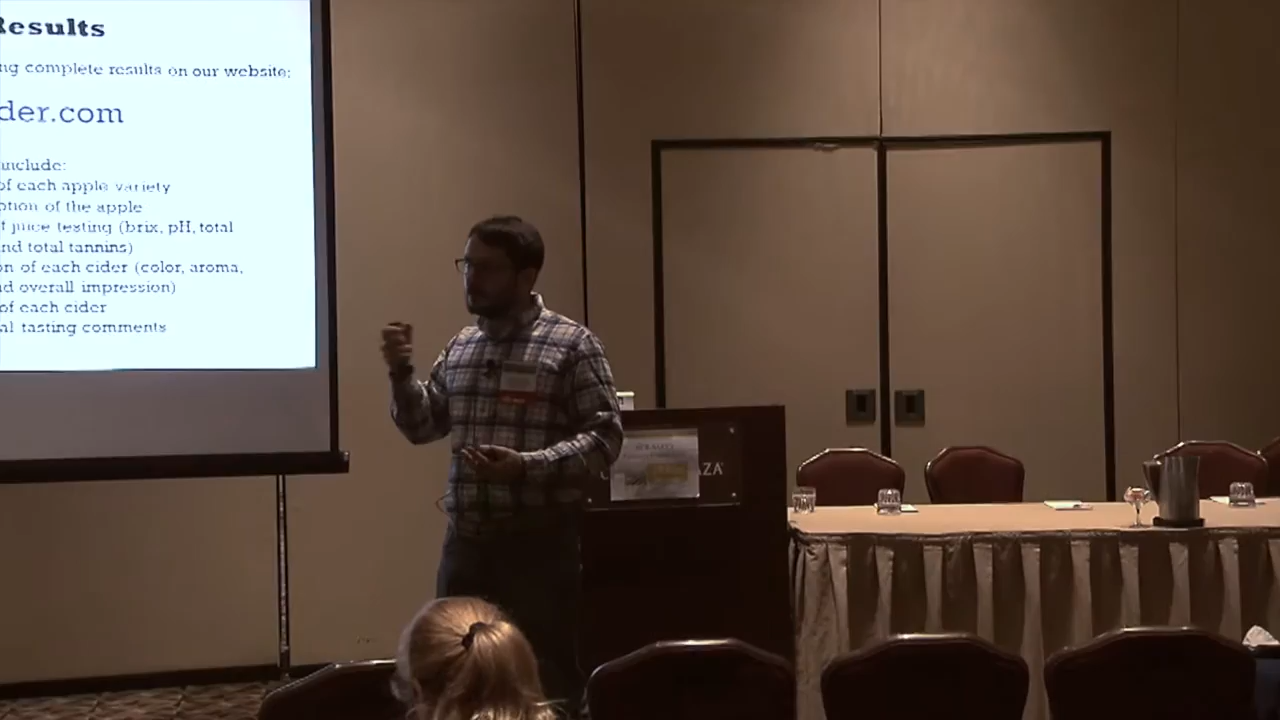 Results
ng complete results on our website:
der.com
include:
of each apple variety
ption of the apple
f juice testing (brix, pH, total
nd total tannins)
on of each cider (color, aroma,
nd overall impression)
of each cider
al tasting comments
AZA